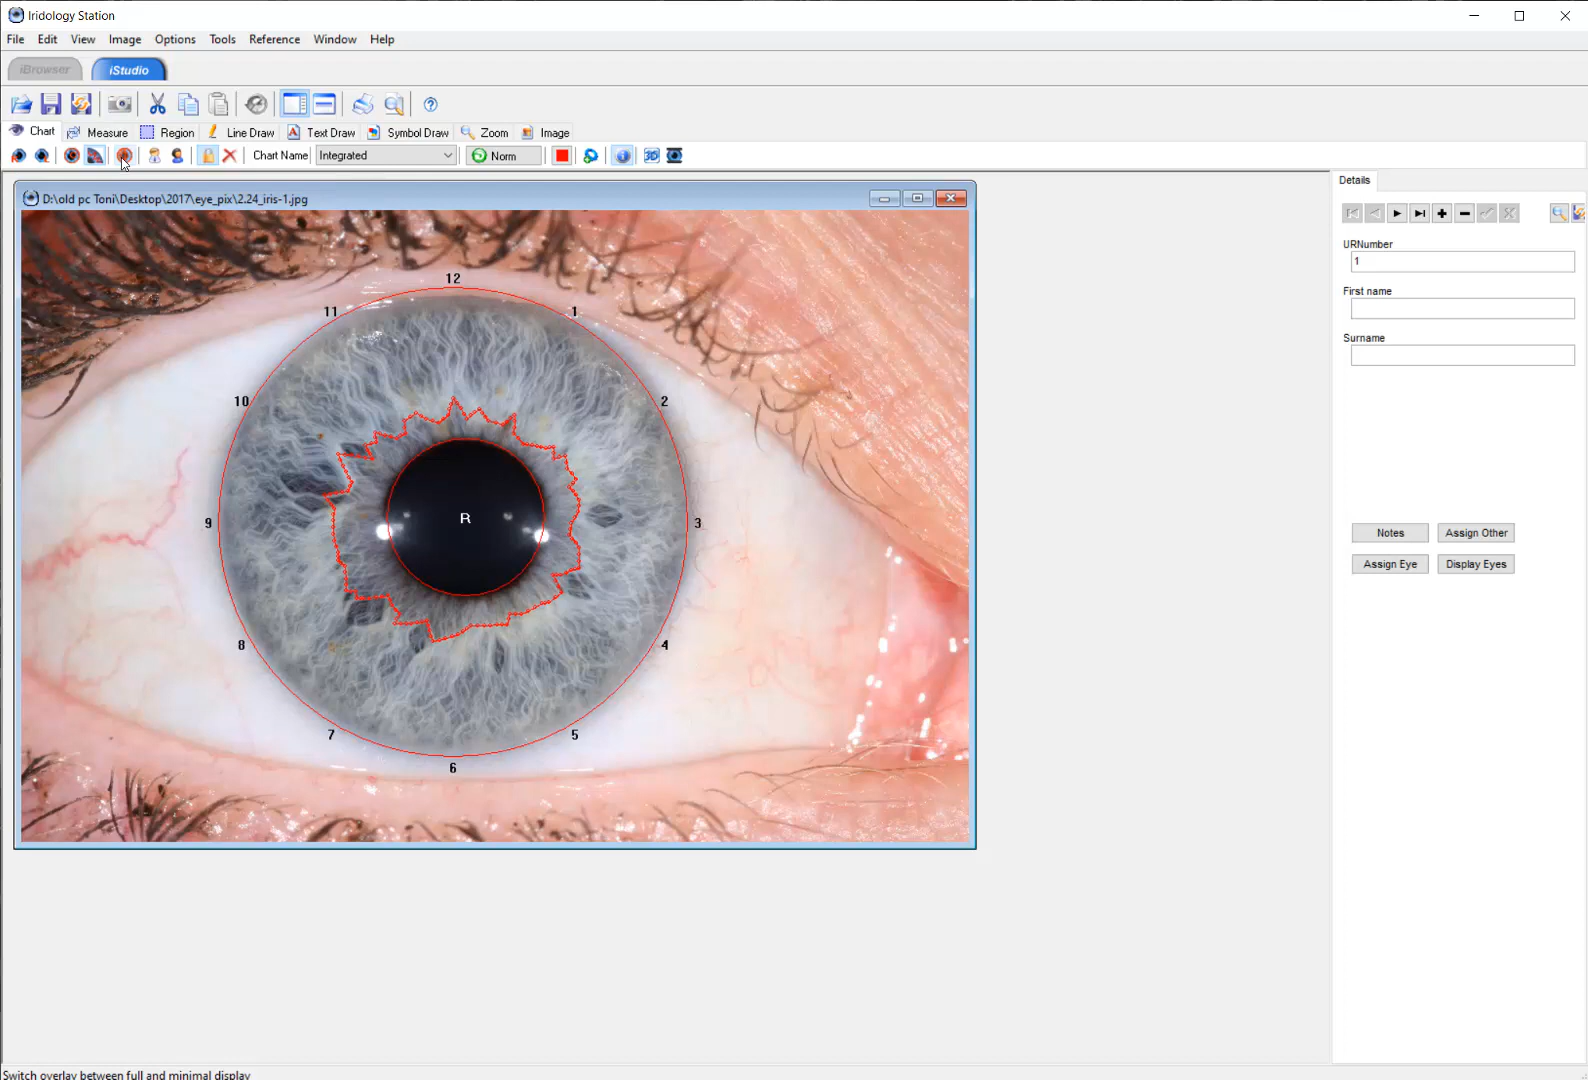 Iridology Station
File Edit View Image Options Tools Reference Window Help
iBrowser iStudio
Chart Measure Region Line Draw Text Draw Symbol Draw Zoom Image
Chart Name Integrated Norm 3D
Details
D:\old pc Toni\Desktop\2017\eye_pix\2.24_iris-1.jpg
URNumber
1
First name
Surname
12
11 1
10 2
R
9 3
Notes Assign Other
Assign Eye Display Eyes
8 4
7 5
6
Switch overlay between full and minimal display